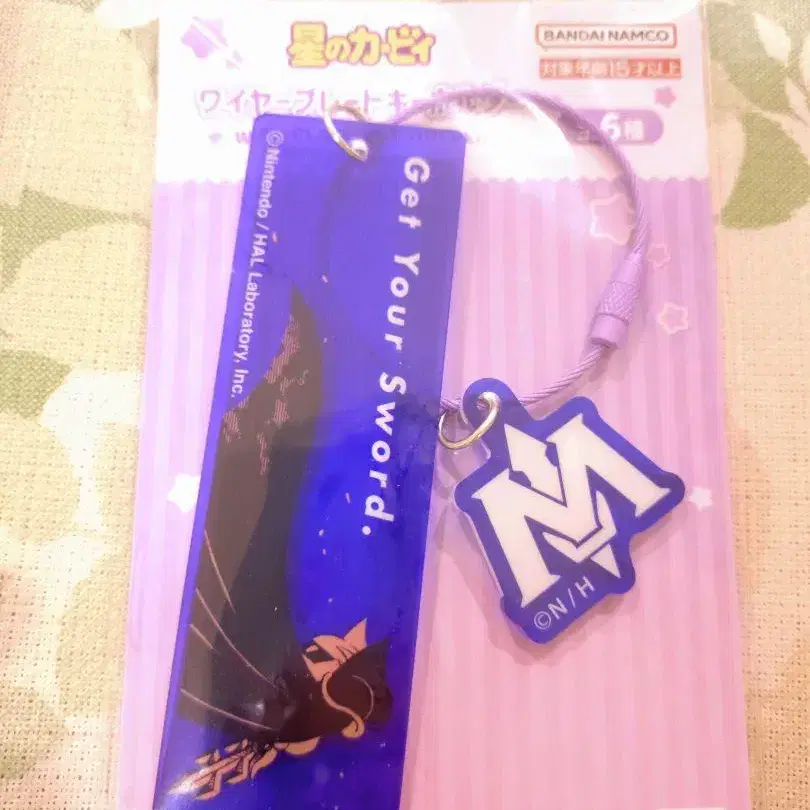 星のカービィ
BANDAI NAMCO
対象年齢15才以上
ワイヤープレートキーホルダー
6種
Get Your Sword.
©Nintendo / HAL Laboratory, Inc.
M
©N/H